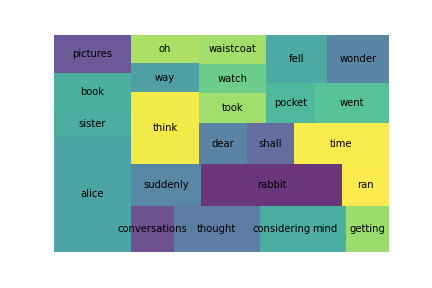 pictures
oh
waistcoat
fell
wonder
way
watch
book
pocket
went
took
sister
think
dear
shall
time
alice
suddenly
rabbit
ran
conversations
thought
considering
mind
getting